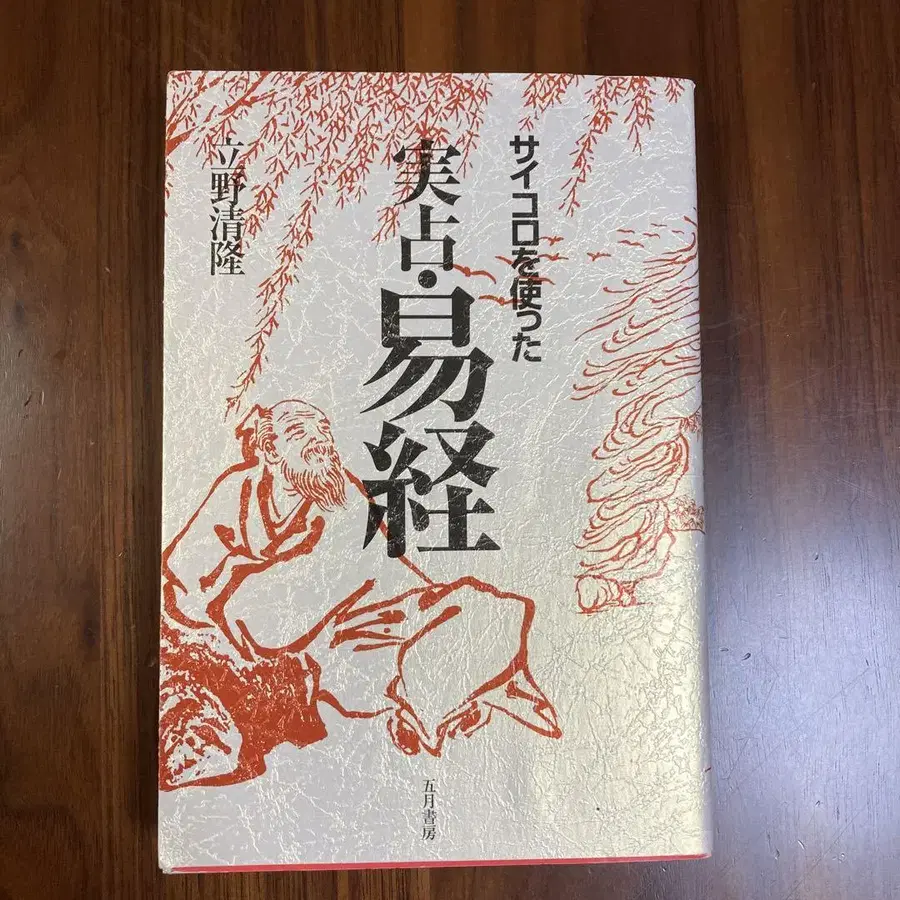 サイコロを使った
実占・易経
立野清隆
五月書房